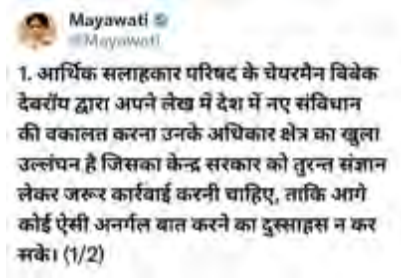 Mayawati
@Mayawati
1. आर्थिक सलाहकार परिषद के चेयरमैन विबेक
देवरॉय द्वारा अपने लेख में देश में नए संविधान
की वकालत करना उनके अधिकार क्षेत्र का खुला
उल्लंघन है जिसका केन्द्र सरकार को तुरन्त संज्ञान
लेकर जरूर कार्रवाई करनी चाहिए, ताकि आगे
कोई ऐसी अनर्गल बात करने का दुस्साहस न कर
सके। (1/2)